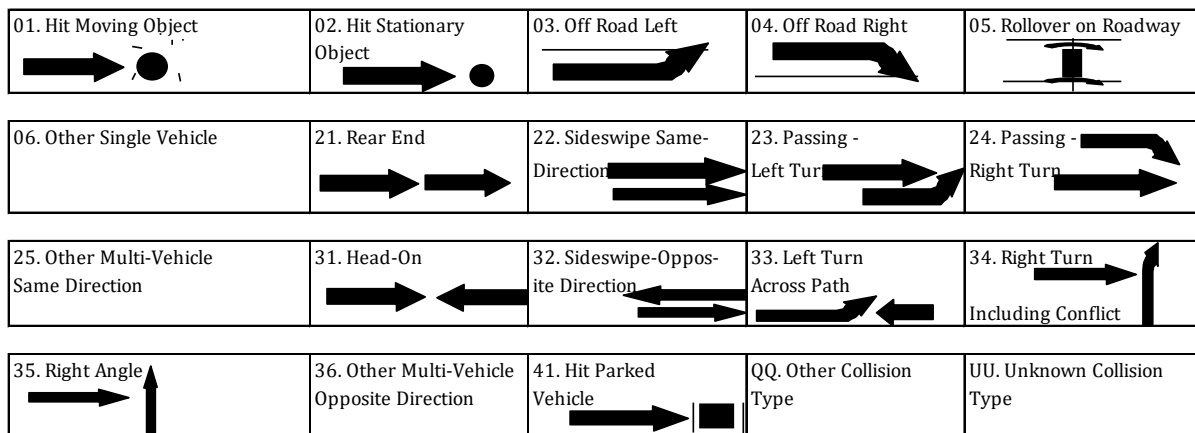 01. Hit Moving Object
02. Hit Stationary
Object
03. Off Road Left
04. Off Road Right
05. Rollover on Roadway
06. Other Single Vehicle
21. Rear End
22. Sideswipe Same-
Direction
23. Passing -
Left Turn
24. Passing -
Right Turn
25. Other Multi-Vehicle
Same Direction
31. Head-On
32. Sideswipe-Oppos-
ite Direction
33. Left Turn
Across Path
34. Right Turn
Including Conflict
35. Right Angle
36. Other Multi-Vehicle
Opposite Direction
41. Hit Parked
Vehicle
QQ. Other Collision
Type
UU. Unknown Collision
Type